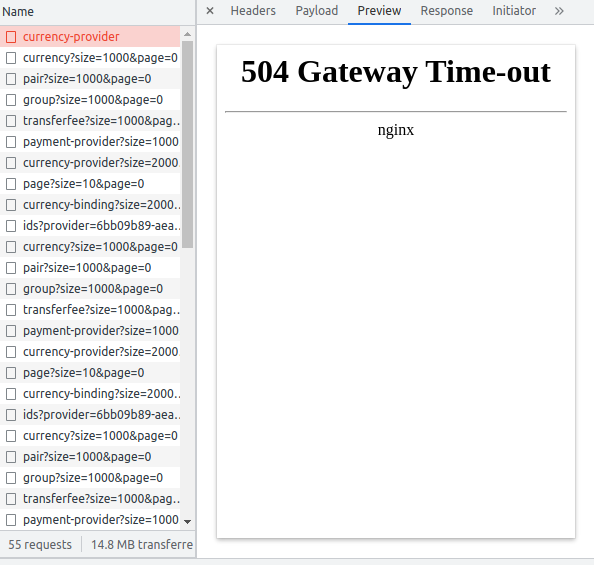 Name
× Headers Payload Preview Response Initiator »
currency-provider
currency?size=1000&page=0
pair?size=1000&page=0
group?size=1000&page=0
transferfee?size=1000&pag...
payment-provider?size=1000
currency-provider?size=2000
page?size=10&page=0
currency-binding?size=2000...
ids?provider=6bb09b89-aea...
currency?size=1000&page=0
pair?size=1000&page=0
group?size=1000&page=0
transferfee?size=1000&pag...
payment-provider?size=1000
currency-provider?size=2000
page?size=10&page=0
currency-binding?size=2000...
ids?provider=6bb09b89-aea...
currency?size=1000&page=0
pair?size=1000&page=0
group?size=1000&page=0
transferfee?size=1000&pag...
payment-provider?size=1000
55 requests 14.8 MB transferre
504 Gateway Time-out
nginx